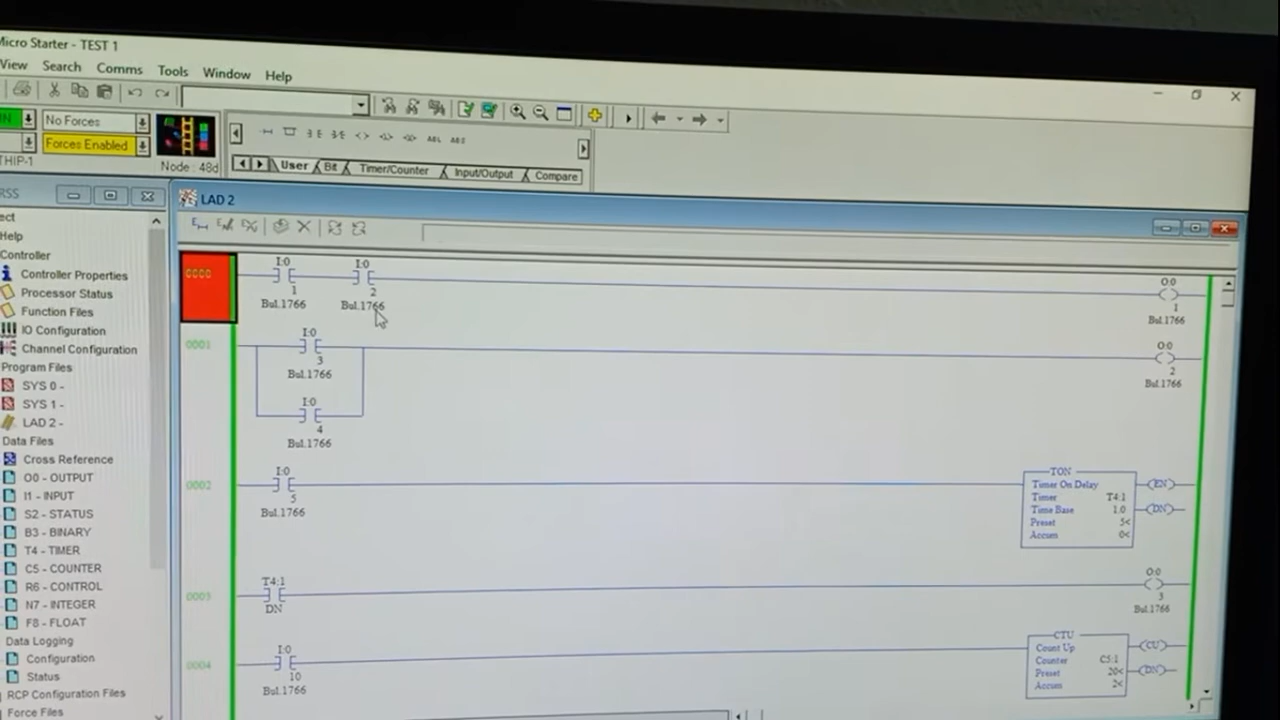 Micro Starter - TEST 1
View Search Comms Tools Window Help
No Forces
Forces Enabled
Node : 48d
THIP-1
User Bit Timer/Counter Input/Output Compare
RSS
LAD 2
ect
Help
Controller
Controller Properties
Processor Status
Function Files
IO Configuration
Channel Configuration
Program Files
SYS 0 -
SYS 1 -
LAD 2 -
Data Files
Cross Reference
O0 - OUTPUT
I1 - INPUT
S2 - STATUS
B3 - BINARY
T4 - TIMER
C5 - COUNTER
R6 - CONTROL
N7 - INTEGER
F8 - FLOAT
Data Logging
Configuration
Status
RCP Configuration Files
Force Files
0000
I:0 I:0 O:0
1 2 1
Bul.1766 Bul.1766 Bul.1766
0001
I:0 O:0
3 2
Bul.1766 Bul.1766
I:0
4
Bul.1766
0002
I:0
5
Bul.1766
TON
Timer On Delay EN
Timer T4:1
Time Base 1.0 DN
Preset 5<
Accum 0<
0003
T4:1 O:0
DN 3
Bul.1766
0004
I:0
10
Bul.1766
CTU
Count Up CU
Counter C5:1
Preset 20< DN
Accum 2<